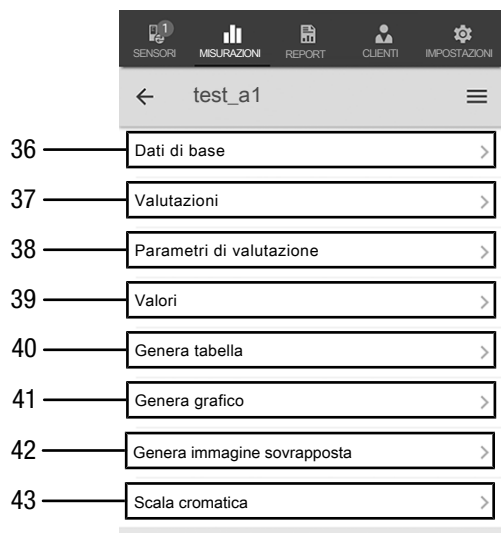 1
SENSORI MISURAZIONI REPORT CLIENTI IMPOSTAZIONI
test_a1
36 Dati di base
37 Valutazioni
38 Parametri di valutazione
39 Valori
40 Genera tabella
41 Genera grafico
42 Genera immagine sovrapposta
43 Scala cromatica